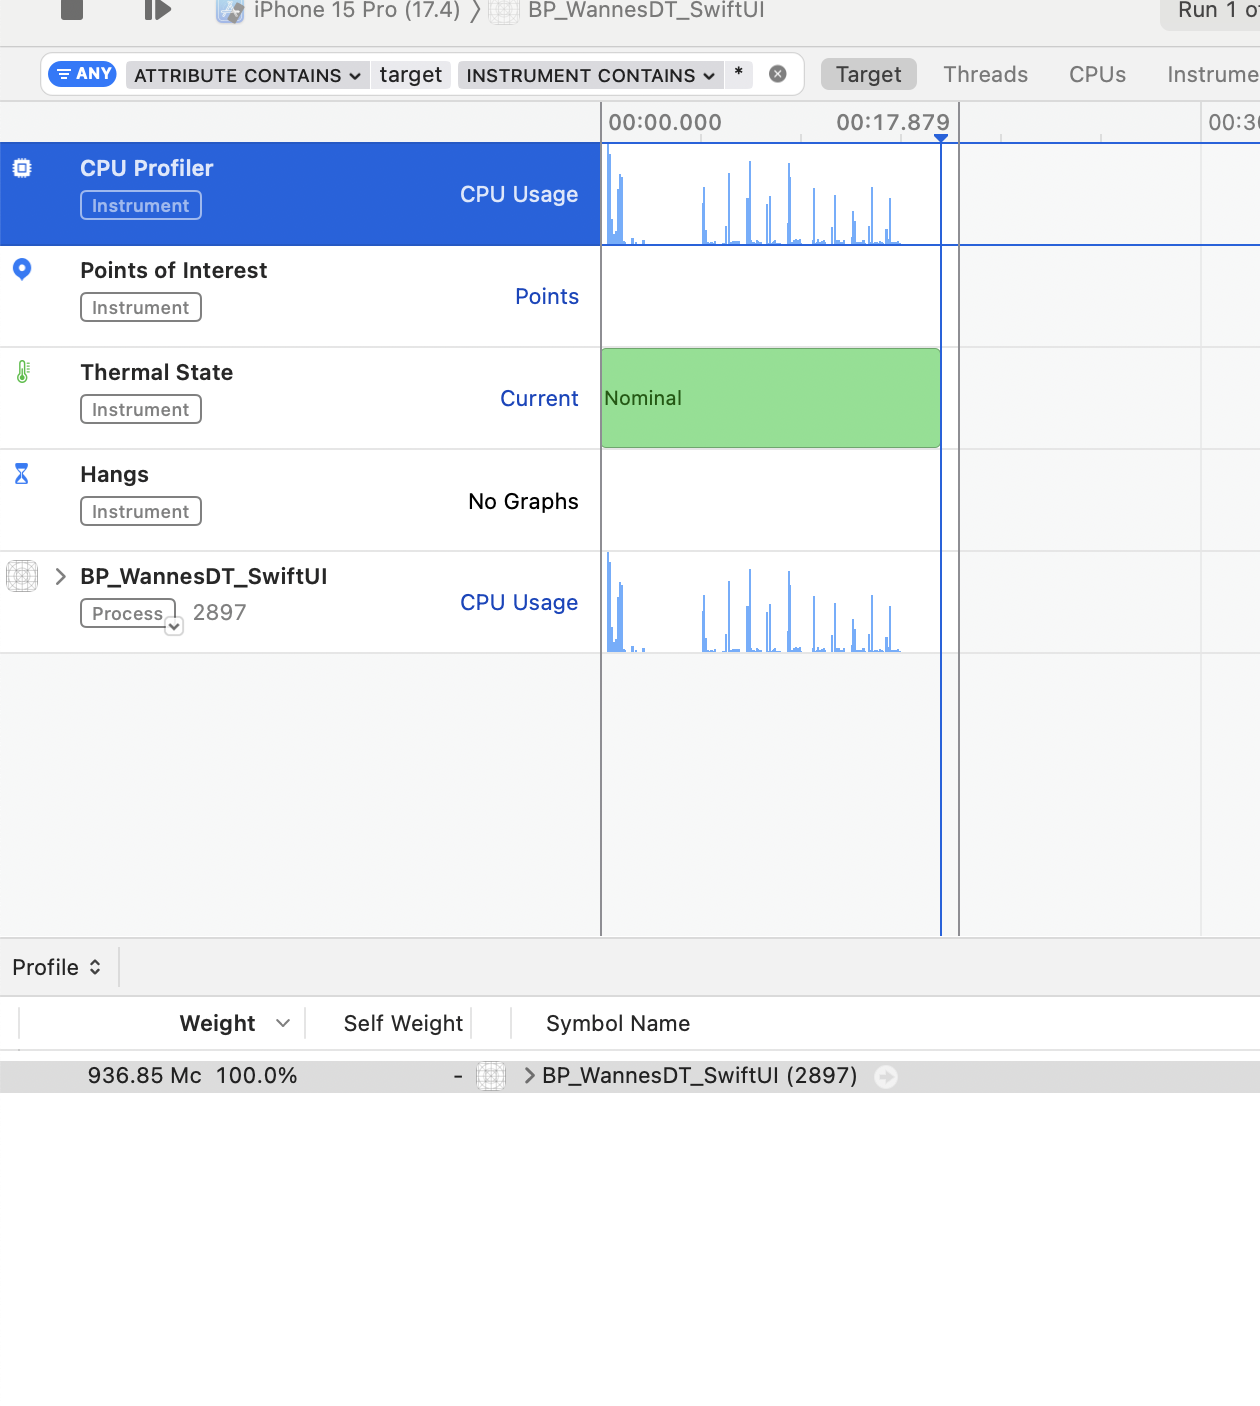 iPhone 15 Pro (17.4) 〉 BP_WannesDT_SwiftUI Run 1 o
ANY ATTRIBUTE CONTAINS target INSTRUMENT CONTAINS * Target Threads CPUs Instrume
00:00.000 00:17.879 00:30
CPU Profiler
Instrument
CPU Usage
Points of Interest
Instrument
Points
Thermal State
Instrument
Current
Nominal
Hangs
Instrument
No Graphs
BP_WannesDT_SwiftUI
Process 2897
CPU Usage
Profile
Weight Self Weight Symbol Name
936.85 Mc 100.0% - BP_WannesDT_SwiftUI (2897)